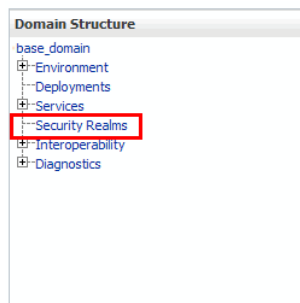 Domain Structure
base_domain
Environment
Deployments
Services
Security Realms
Interoperability
Diagnostics